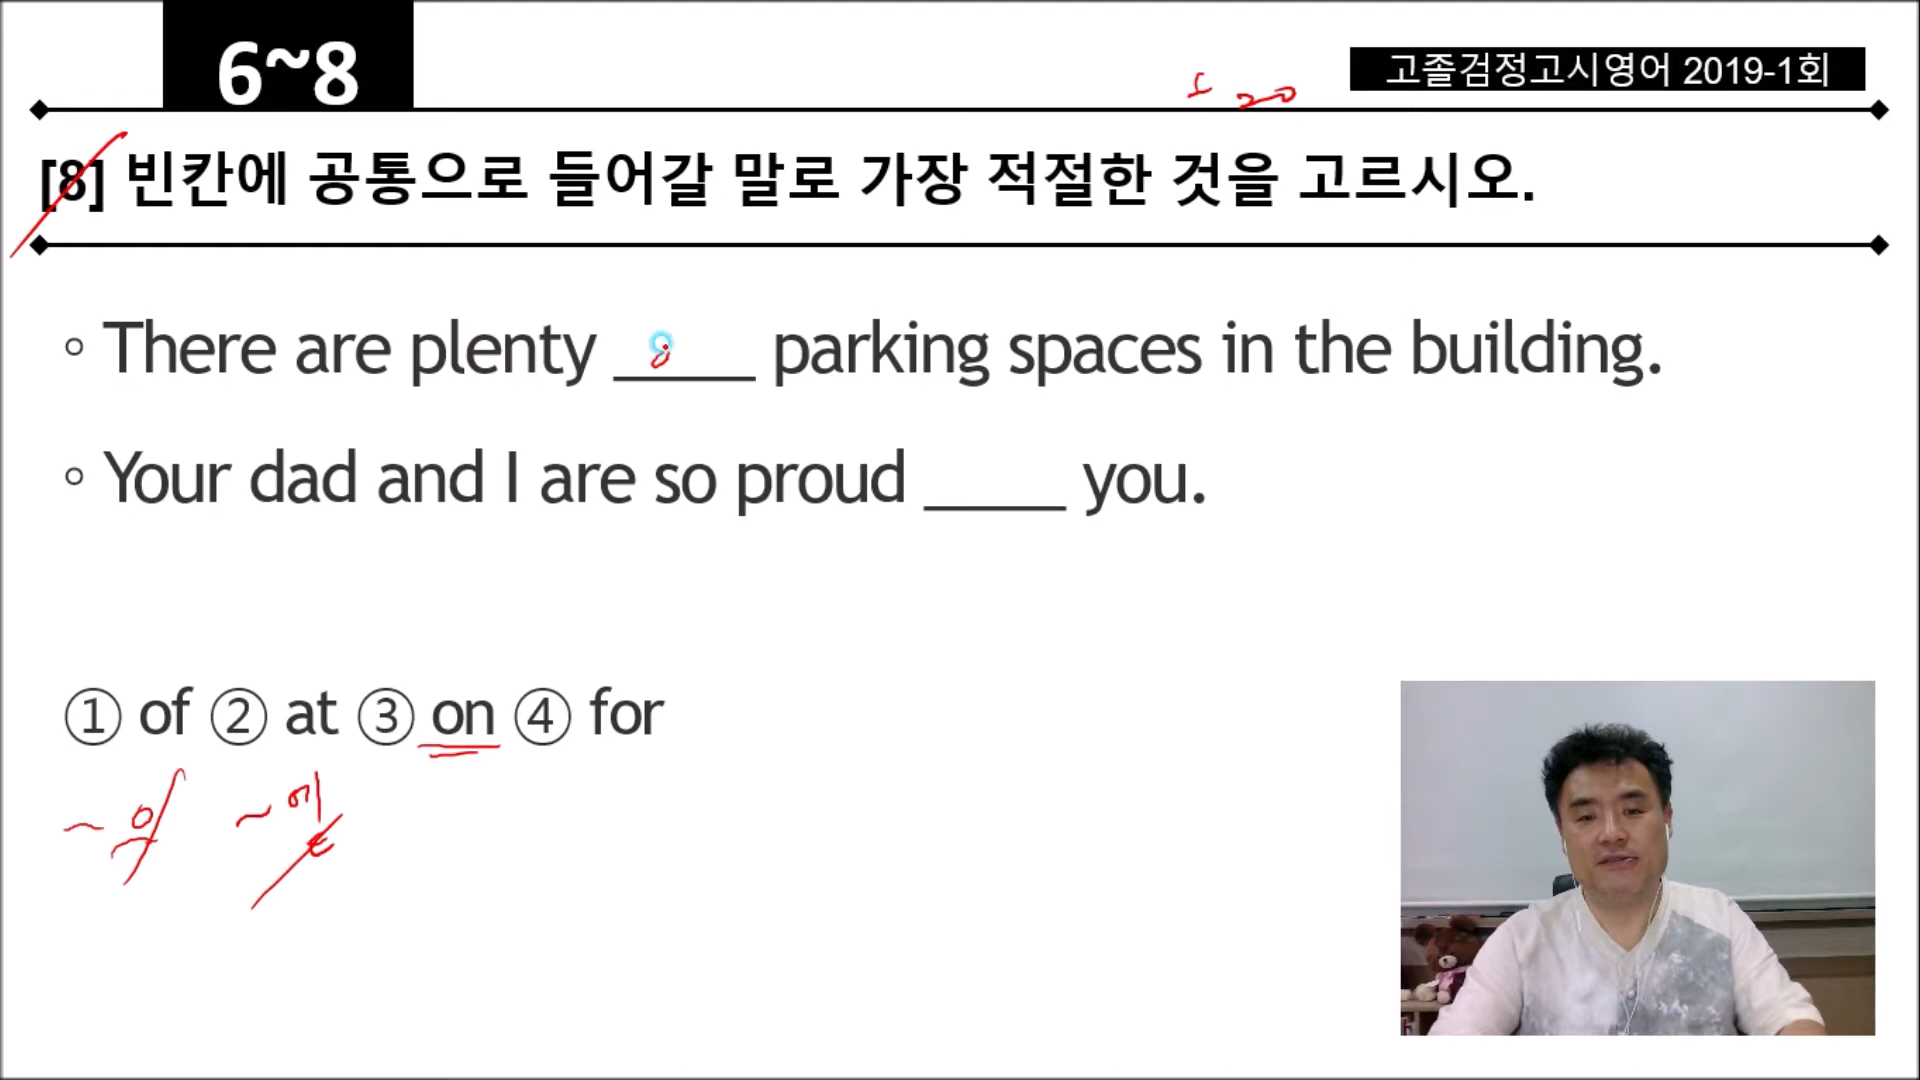 6~8
고졸검정고시영어 2019-1회
[8] 빈칸에 공통으로 들어갈 말로 가장 적절한 것을 고르시오.
◦ There are plenty _____ parking spaces in the building.
◦ Your dad and I are so proud _____ you.
① of ② at ③ on ④ for
~의 ~에